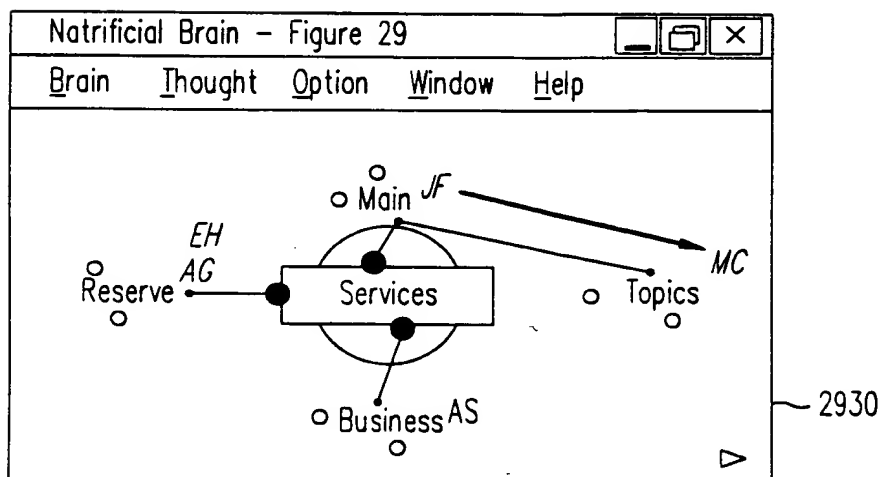 Natrificial Brain - Figure 29
Brain Thought Option Window Help
Main JF
EH
AG
MC
Reserve
Services
Topics
2930
Business AS